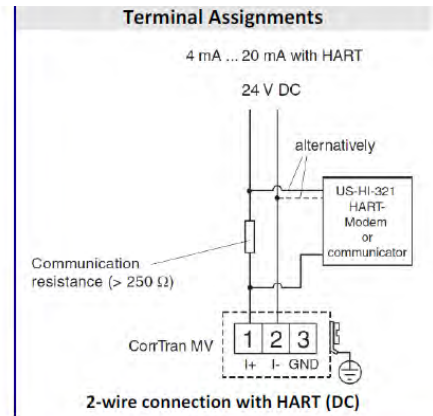 Terminal Assignments
4 mA ... 20 mA with HART
24 V DC
alternatively
US-HI-321
HART-
Modem
or
communicator
Communication
resistance (> 250 Ω)
CorrTran MV
1 2 3
I+ I- GND
2-wire connection with HART (DC)